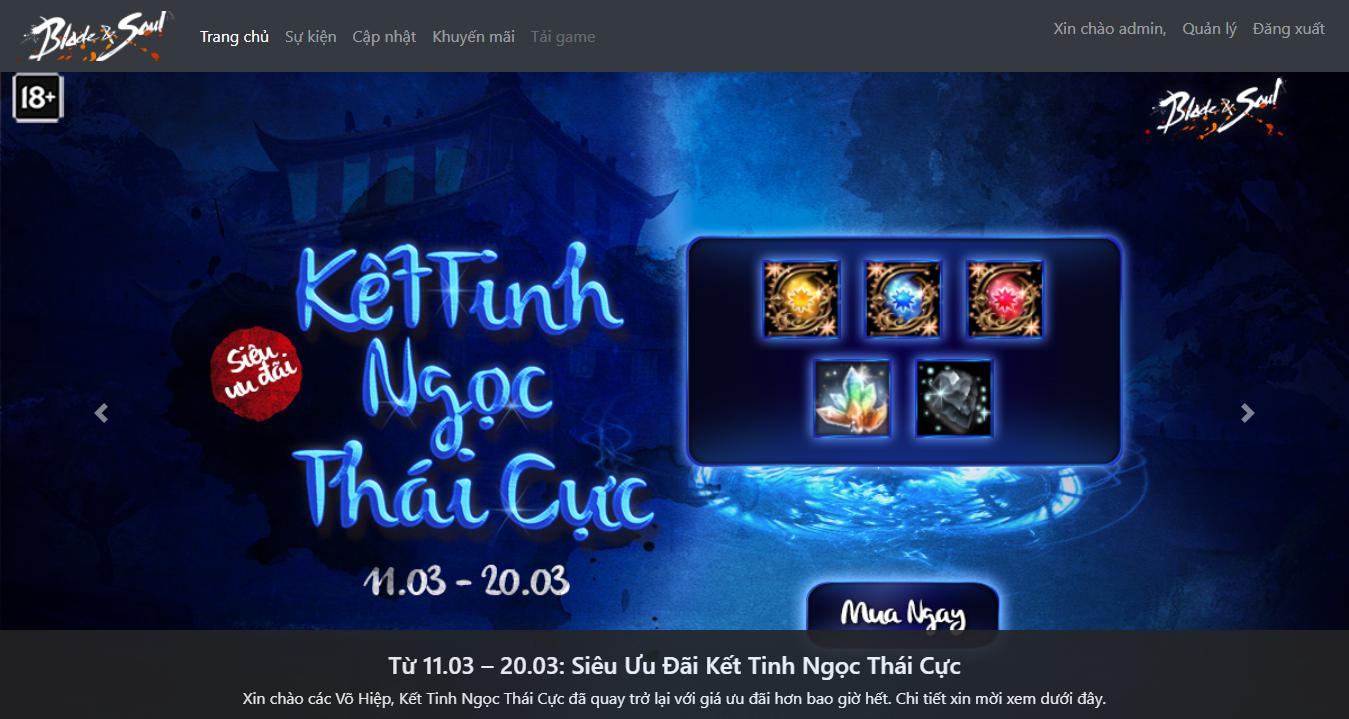 Blade & Soul
Trang chủ Sự kiện Cập nhật Khuyến mãi Tải game
Xin chào admin, Quản lý Đăng xuất
18+
Blade & Soul
Siêu
ưu đãi
Kết Tinh
Ngọc
Thái Cực
11.03 - 20.03
Mua Ngay
Từ 11.03 – 20.03: Siêu Ưu Đãi Kết Tinh Ngọc Thái Cực
Xin chào các Võ Hiệp, Kết Tinh Ngọc Thái Cực đã quay trở lại với giá ưu đãi hơn bao giờ hết. Chi tiết xin mời xem dưới đây.